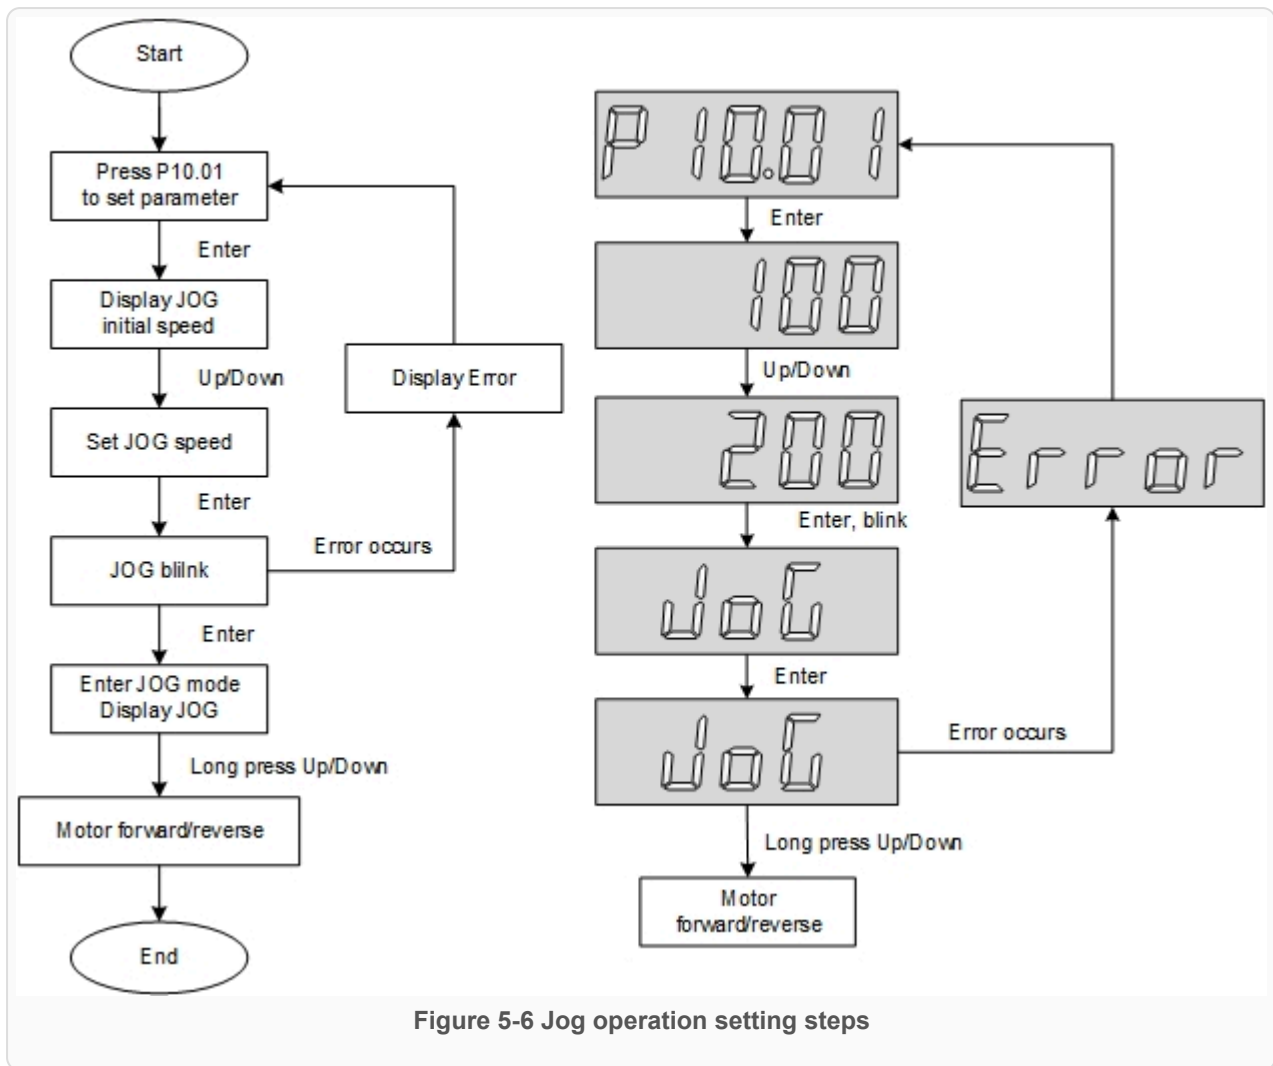 Start
Press P10.01
to set parameter
Enter
Display JOG
initial speed
Up/Down
Set JOG speed
Enter
JOG blilnk
Error occurs
Display Error
Enter
Enter JOG mode
Display JOG
Long press Up/Down
Motor forward/reverse
End
P 10.0 1
Enter
100
Up/Down
200
Enter, blink
JoG
Enter
JoG
Error occurs
Error
Long press Up/Down
Motor
forward/reverse
Figure 5-6 Jog operation setting steps